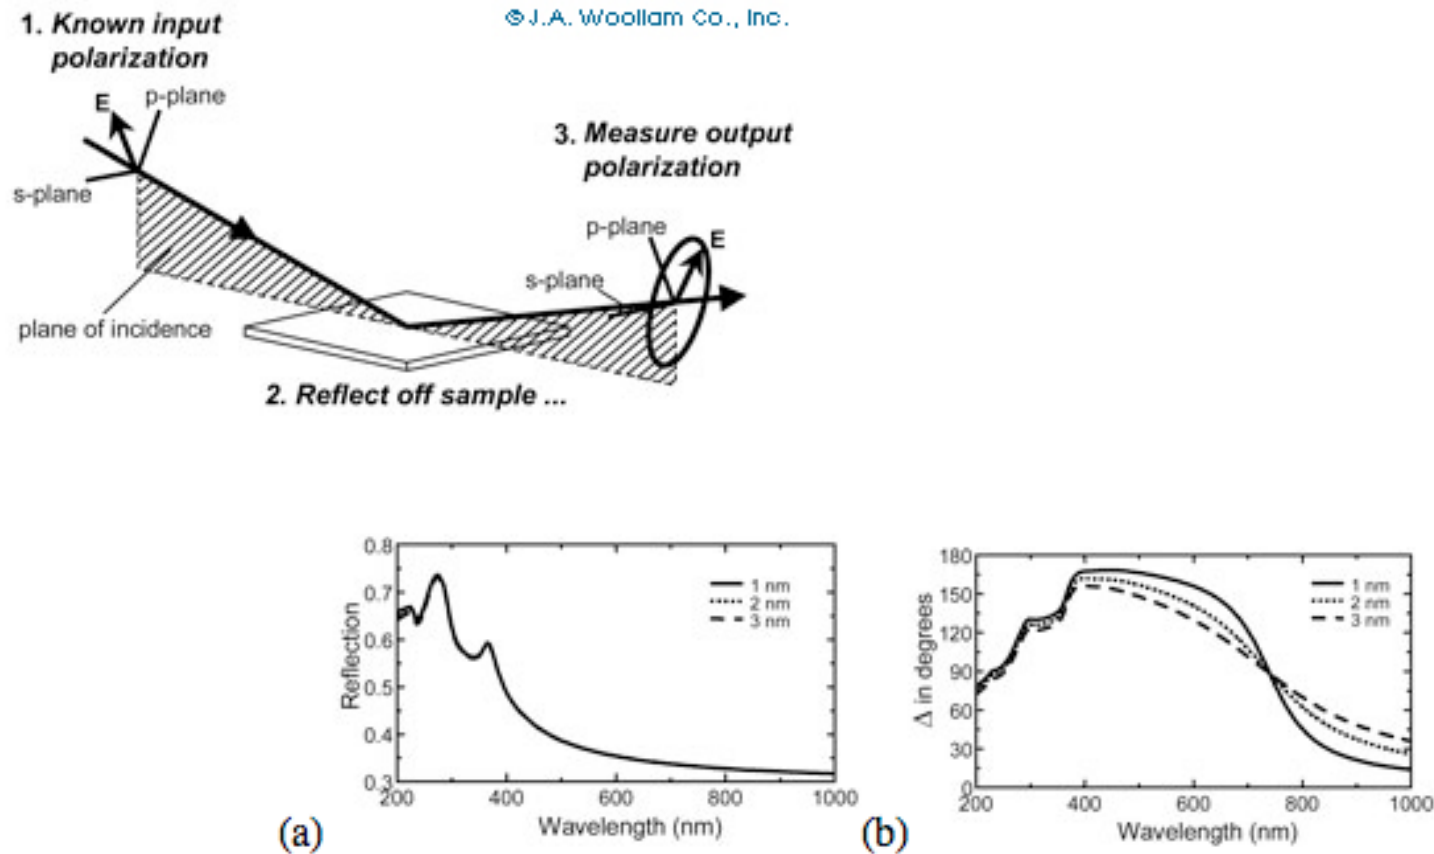 © J.A. Woollam Co., Inc.
1. Known input
polarization
E
p-plane
s-plane
plane of incidence
2. Reflect off sample ...
3. Measure output
polarization
p-plane
E
s-plane
0.8
0.7
0.6
0.5
0.4
0.3
Reflection
1 nm
2 nm
3 nm
200
400
600
800
1000
Wavelength (nm)
(a)
180
150
120
90
60
30
0
Δ in degrees
1 nm
2 nm
3 nm
200
400
600
800
1000
Wavelength (nm)
(b)